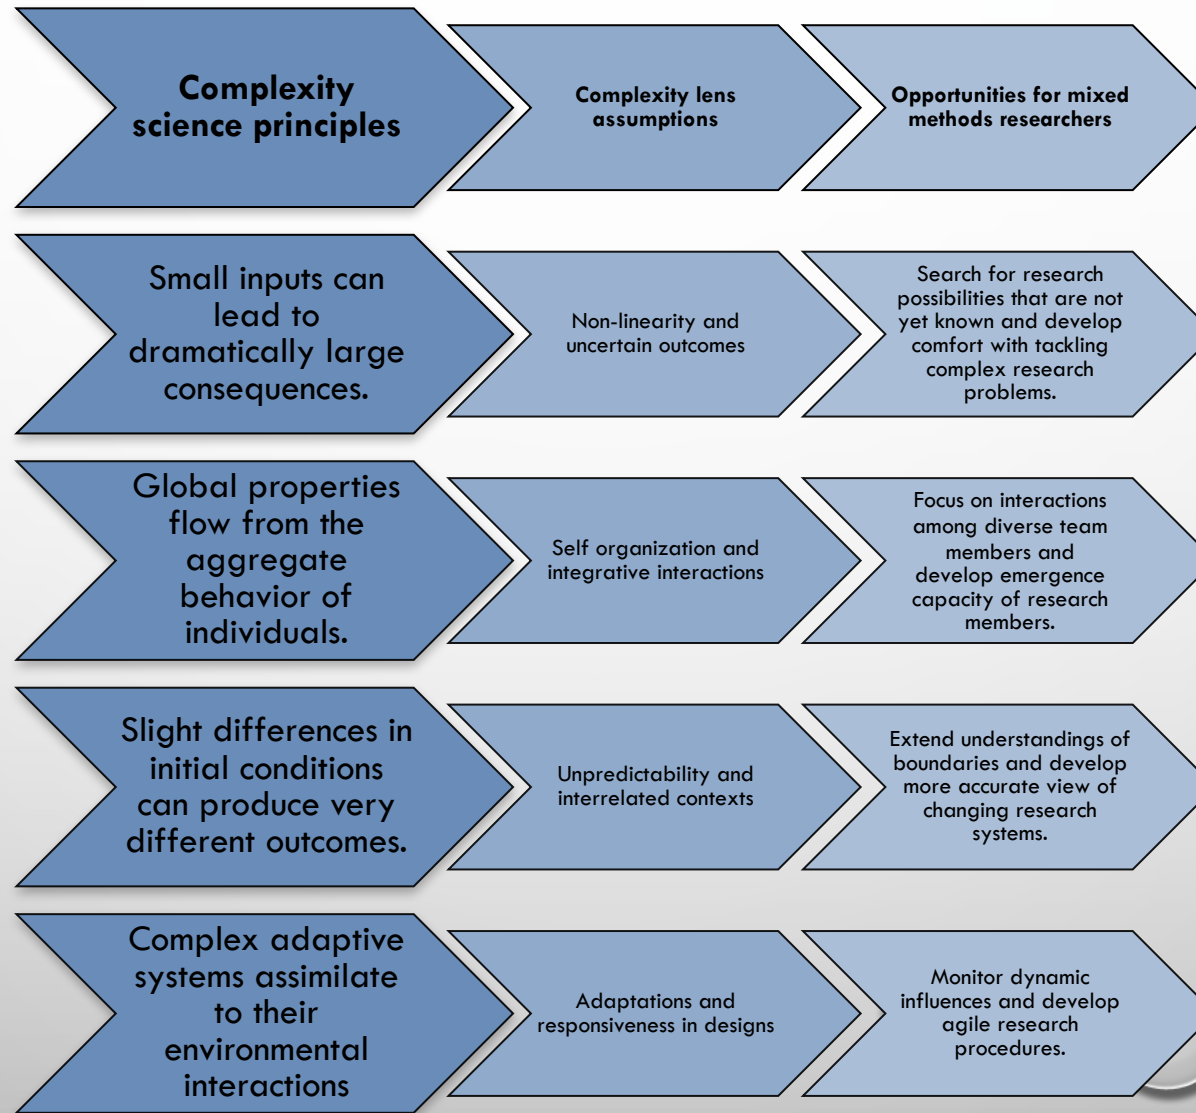 Complexity
science principles
Complexity lens
assumptions
Opportunities for mixed
methods researchers
Small inputs can
lead to
dramatically large
consequences.
Non-linearity and
uncertain outcomes
Search for research
possibilities that are not
yet known and develop
comfort with tackling
complex research
problems.
Global properties
flow from the
aggregate
behavior of
individuals.
Self organization and
integrative interactions
Focus on interactions
among diverse team
members and
develop emergence
capacity of research
members.
Slight differences in
initial conditions
can produce very
different outcomes.
Unpredictability and
interrelated contexts
Extend understandings of
boundaries and develop
more accurate view of
changing research
systems.
Complex adaptive
systems assimilate
to their
environmental
interactions
Adaptations and
responsiveness in designs
Monitor dynamic
influences and develop
agile research
procedures.